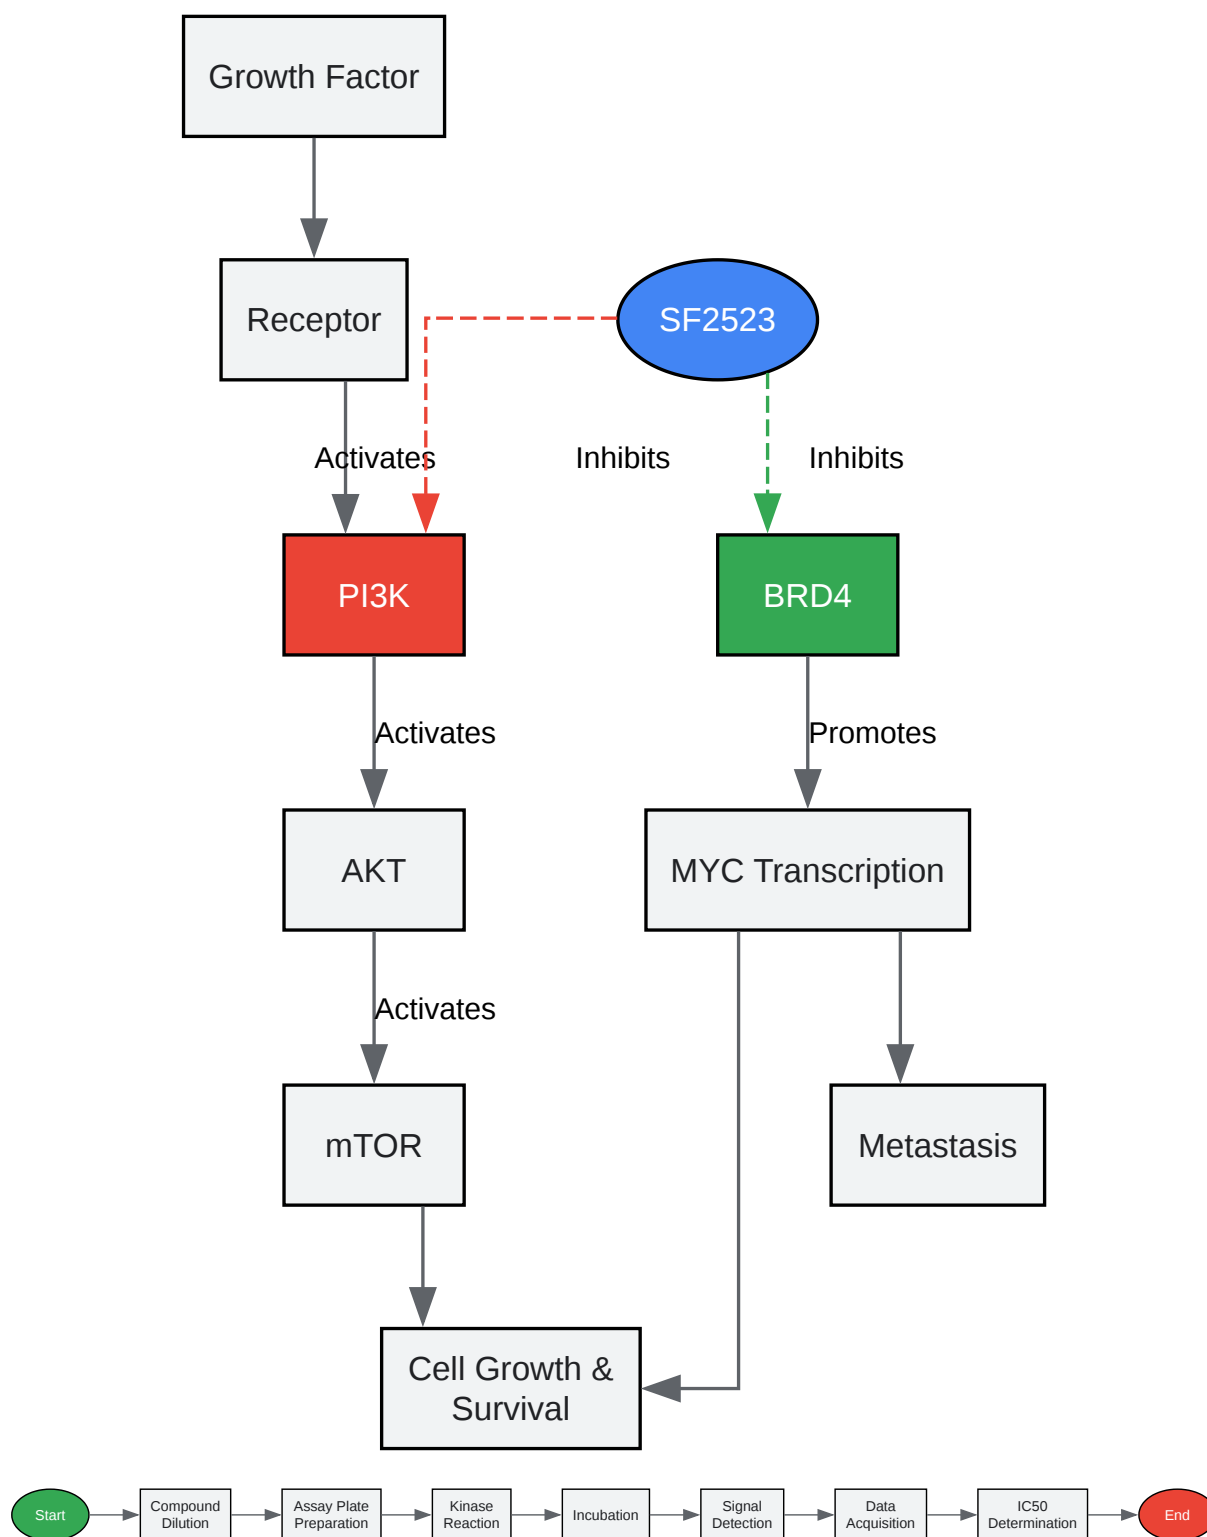 Growth Factor
Receptor
SF2523
Activates
Inhibits
Inhibits
PI3K
BRD4
Activates
Promotes
AKT
MYC Transcription
Activates
mTOR
Metastasis
Cell Growth &
Survival
Start
Compound
Dilution
Assay Plate
Preparation
Kinase
Reaction
Incubation
Signal
Detection
Data
Acquisition
IC50
Determination
End